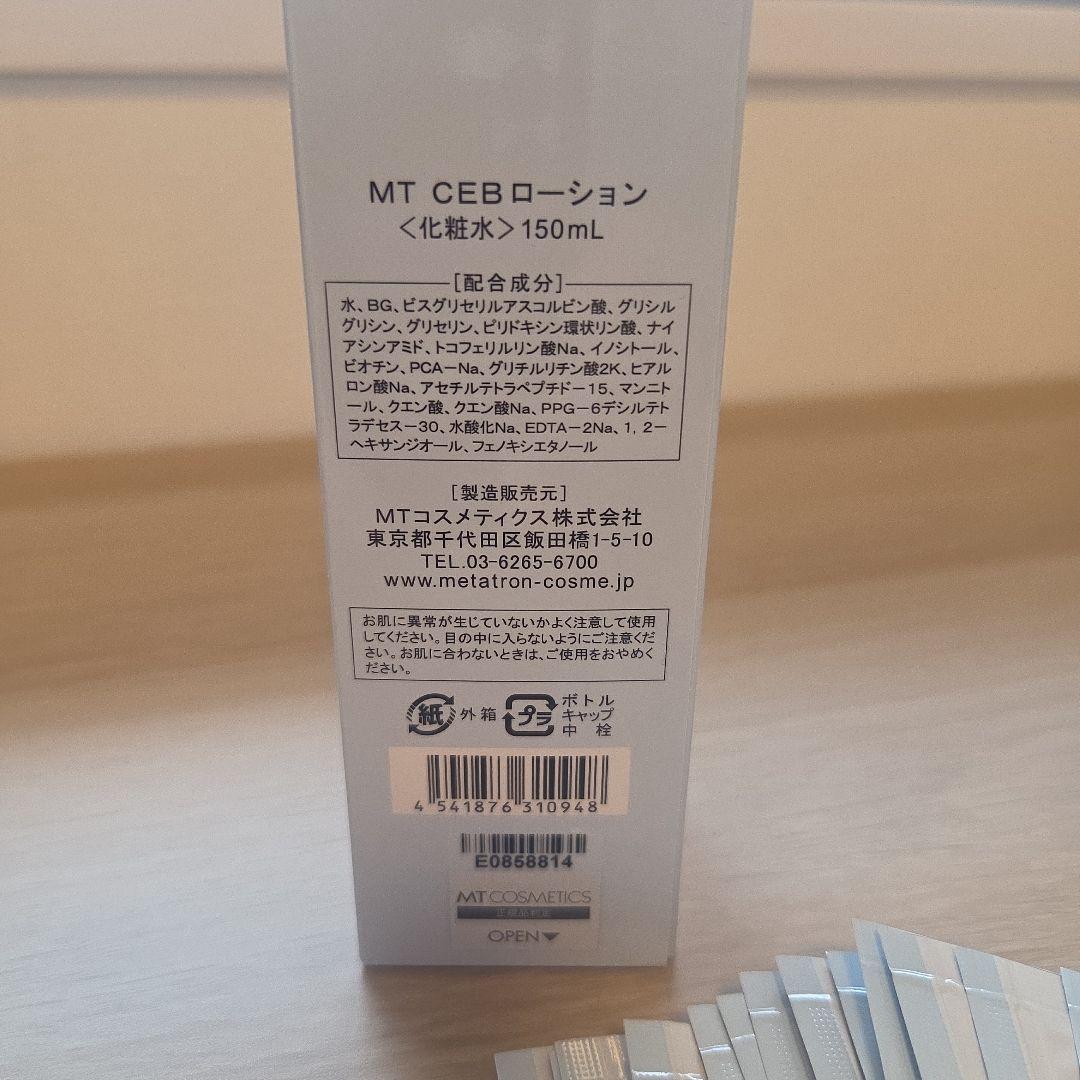 MT CEBローション
＜化粧水＞150mL
［配合成分］
水、BG、ビスグリセリルアスコルビン酸、グリシル
グリシン、グリセリン、ピリドキシン環状リン酸、ナイ
アシンアミド、トコフェリルリン酸Na、イノシトール、
ビオチン、PCA－Na、グリチルリチン酸2K、ヒアル
ロン酸Na、アセチルテトラペプチド－15、マンニト
ール、クエン酸、クエン酸Na、PPG－6デシルテト
ラデセス－30、水酸化Na、EDTA－2Na、1，2－
ヘキサンジオール、フェノキシエタノール
［製造販売元］
MTコスメティクス株式会社
東京都千代田区飯田橋1-5-10
TEL.03-6265-6700
www.metatron-cosme.jp
お肌に異常が生じていないかよく注意して使用
してください。目の中に入らないようにご注意くだ
さい。お肌に合わないときは、ご使用をおやめく
ださい。
紙 外箱 プラ ボトル
キャップ
中栓
4 541876 310948
E0858814
MT COSMETICS
正規品判定
OPEN▼